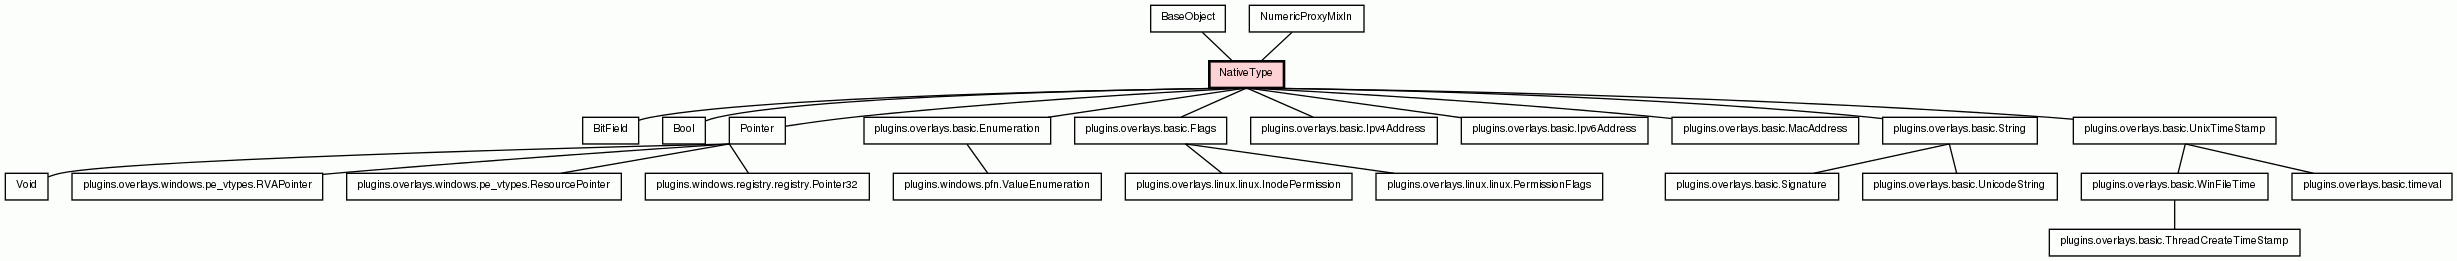 BaseObject
NumericProxyMixIn
NativeType
BitField
Bool
Pointer
plugins.overlays.basic.Enumeration
plugins.overlays.basic.Flags
plugins.overlays.basic.Ipv4Address
plugins.overlays.basic.Ipv6Address
plugins.overlays.basic.MacAddress
plugins.overlays.basic.String
plugins.overlays.basic.UnixTimeStamp
Void
plugins.overlays.windows.pe_vtypes.RVAPointer
plugins.overlays.windows.pe_vtypes.ResourcePointer
plugins.windows.registry.registry.Pointer32
plugins.windows.pfn.ValueEnumeration
plugins.overlays.linux.linux.InodePermission
plugins.overlays.linux.linux.PermissionFlags
plugins.overlays.basic.Signature
plugins.overlays.basic.UnicodeString
plugins.overlays.basic.WinFileTime
plugins.overlays.basic.timeval
plugins.overlays.basic.ThreadCreateTimeStamp